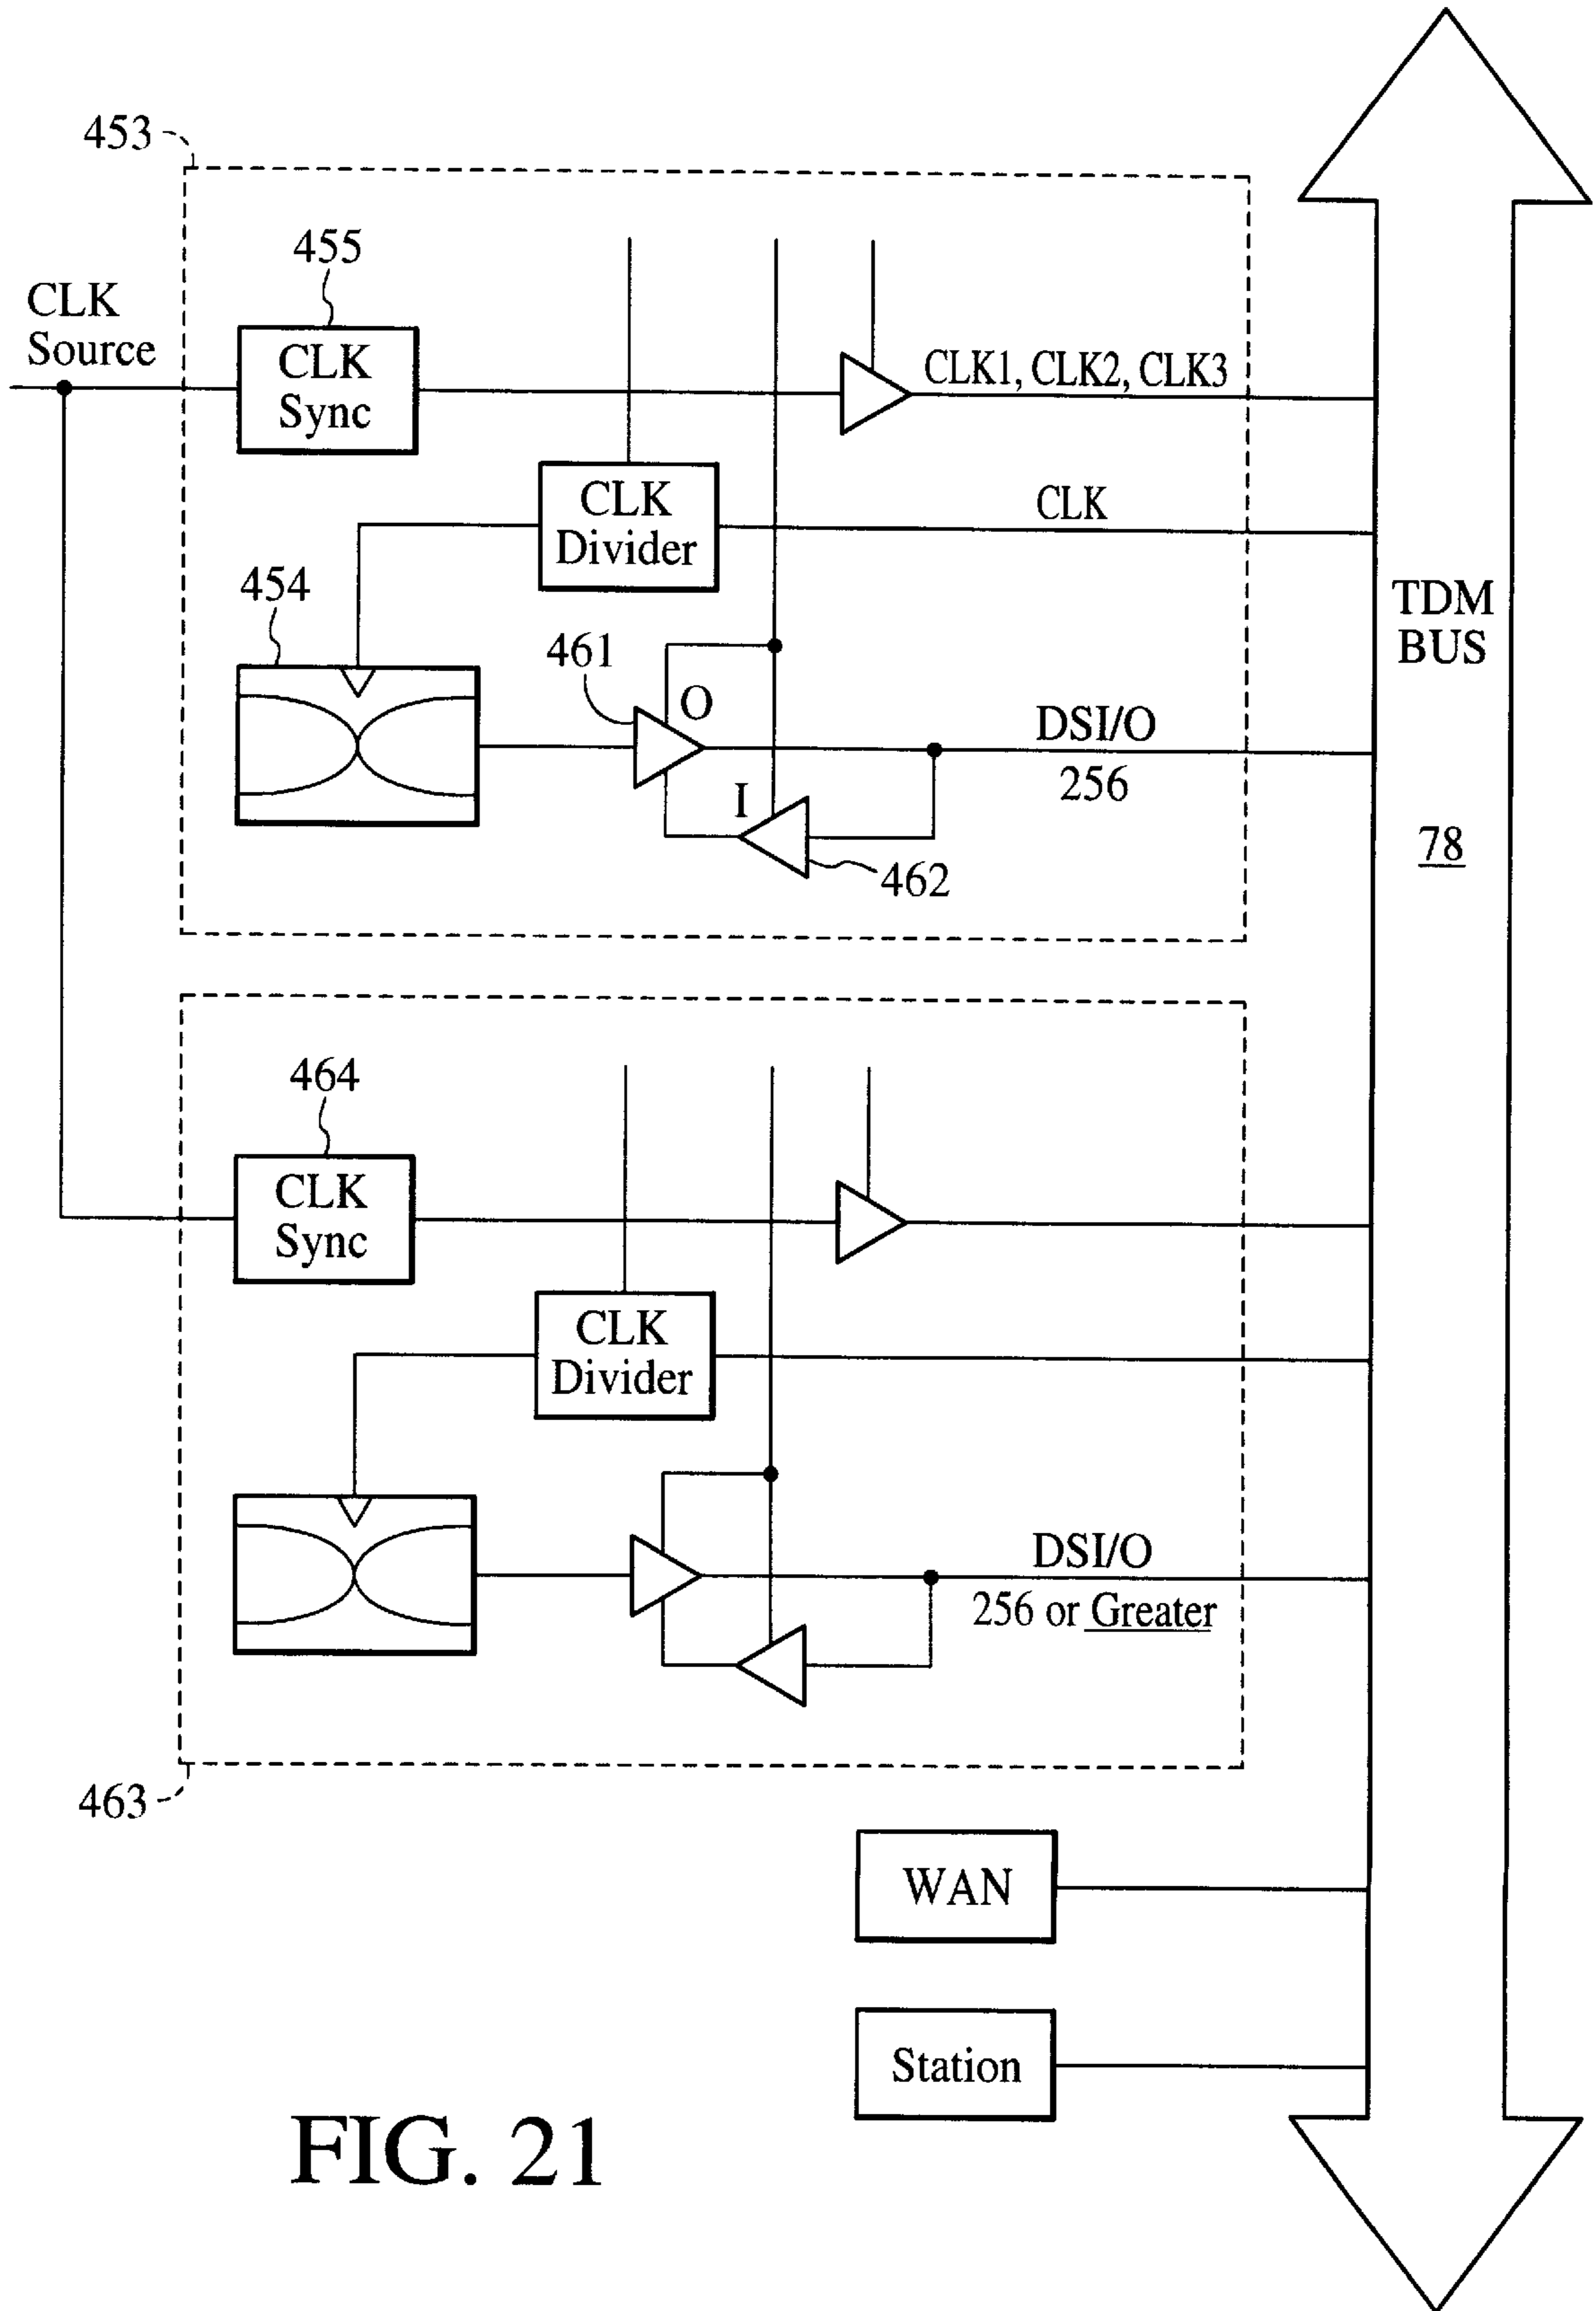 453
455
CLK
Source
CLK
Sync
CLK1, CLK2, CLK3
CLK
Divider
CLK
TDM
BUS
454
461
O
DSI/O
256
I
462
78
464
CLK
Sync
CLK
Divider
DSI/O
256 or Greater
463
WAN
Station
FIG. 21